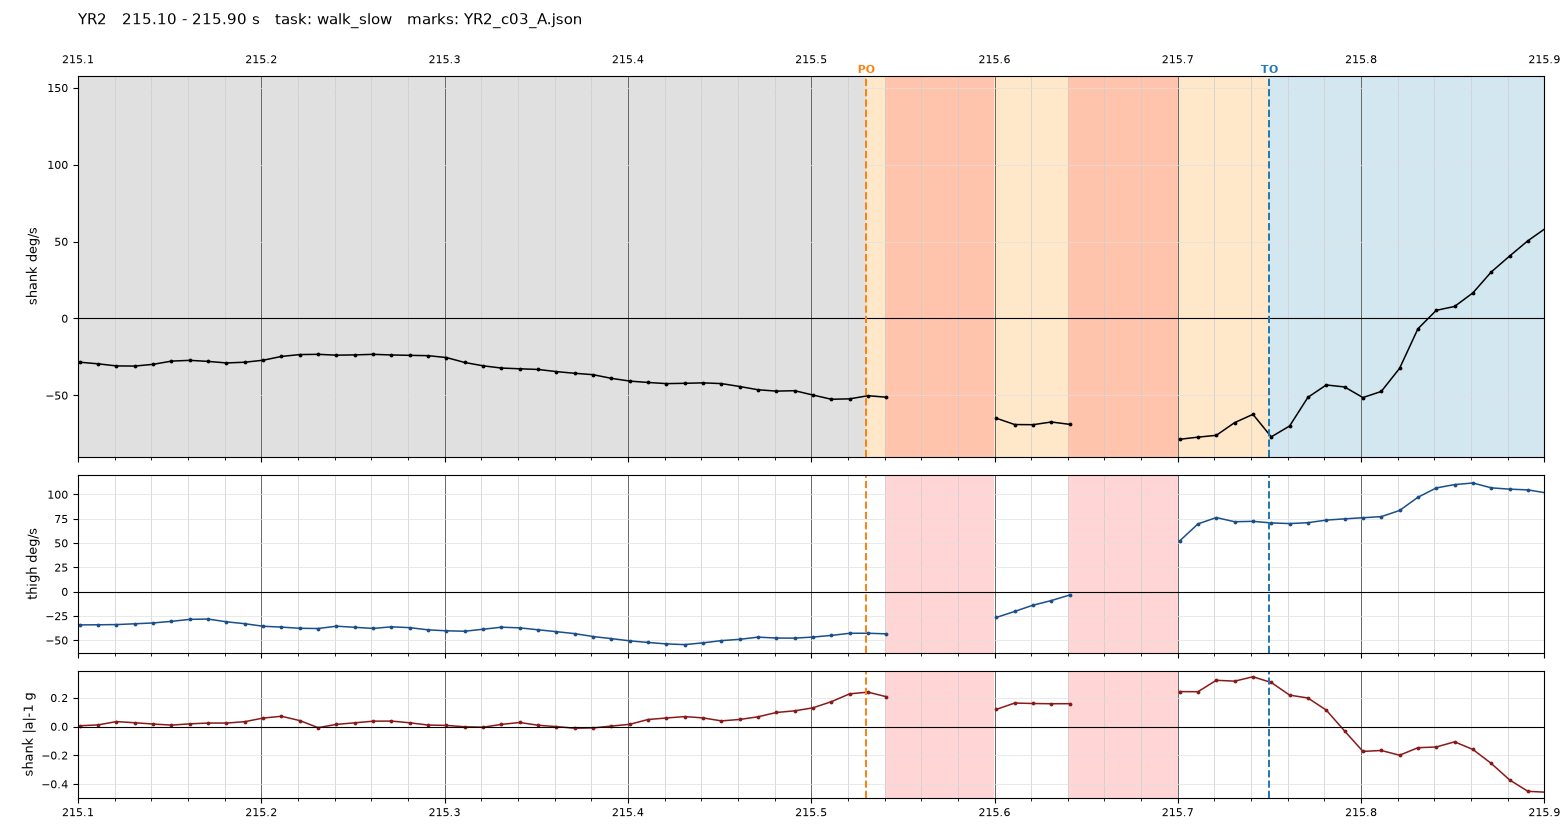 YR2   215.10 - 215.90 s   task: walk_slow   marks: YR2_c03_A.json
215.1 215.2 215.3 215.4 215.5 215.6 215.7 215.8 215.9
PO TO
150
100
50
0
−50
shank deg/s
100
75
50
25
0
−25
−50
thigh deg/s
0.2
0.0
−0.2
−0.4
shank |a|-1 g
215.1 215.2 215.3 215.4 215.5 215.6 215.7 215.8 215.9